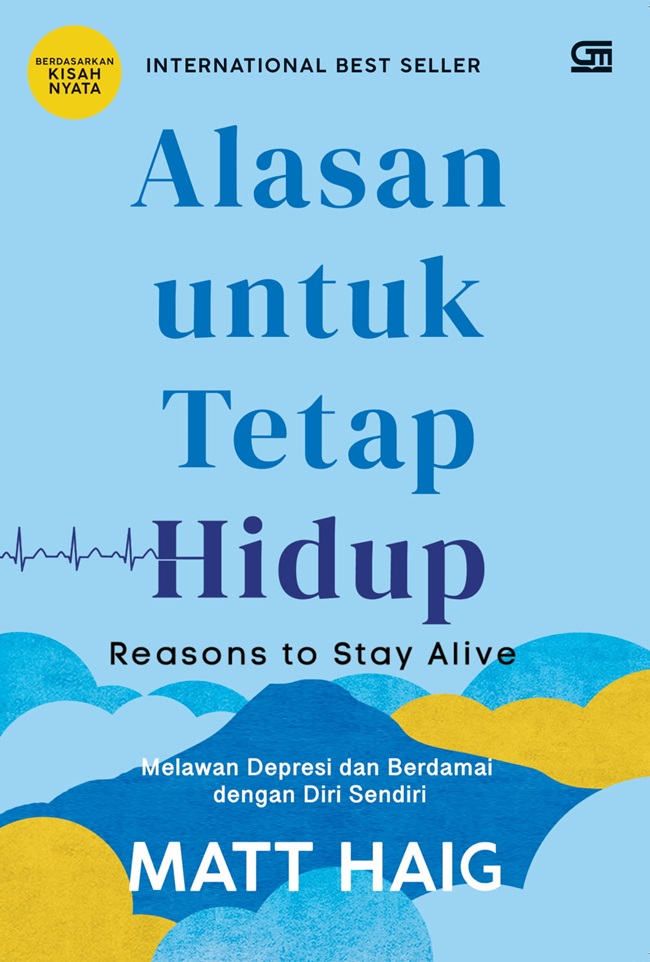 BERDASARKAN
KISAH
NYATA
INTERNATIONAL BEST SELLER
GM
Alasan
untuk
Tetap
Hidup
Reasons to Stay Alive
Melawan Depresi dan Berdamai
dengan Diri Sendiri
MATT HAIG